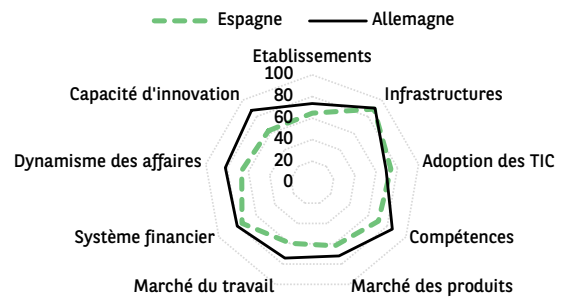 Espagne Allemagne
Etablissements
100
Capacité d'innovation 80 Infrastructures
60
40
Dynamisme des affaires 20 Adoption des TIC
0
Système financier Compétences
Marché du travail Marché des produits